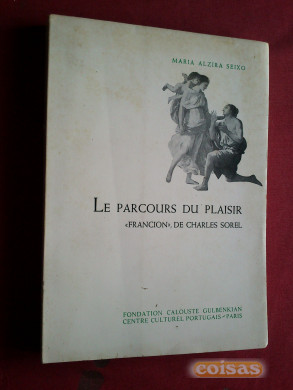 MARIA ALZIRA SEIXO
LE PARCOURS DU PLAISIR
«FRANCION», DE CHARLES SOREL
FONDATION CALOUSTE GULBENKIAN
CENTRE CULTUREL PORTUGAIS - PARIS
coisas